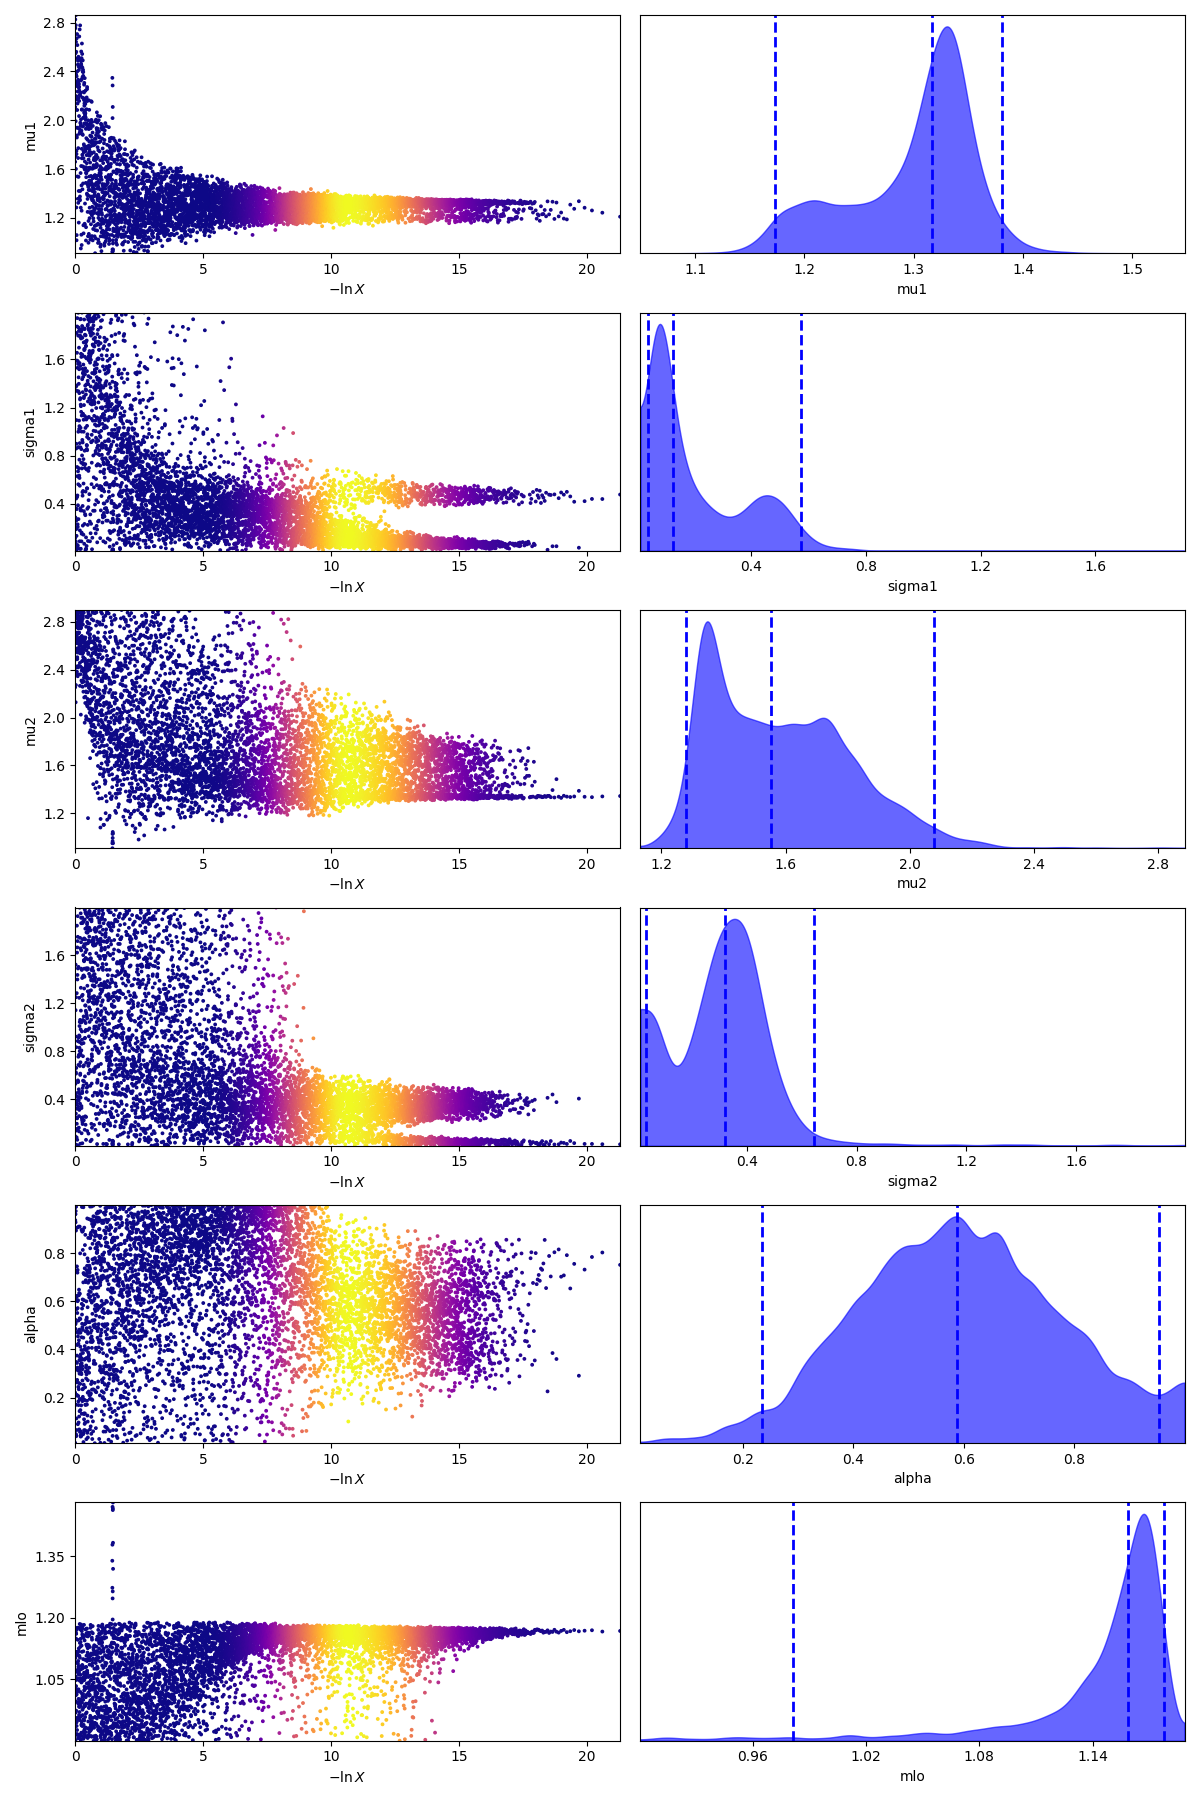 2.8
2.4
2.0
1.6
1.2
mu1
0 5 10 15 20
−ln X
1.1 1.2 1.3 1.4 1.5
mu1
1.6
1.2
0.8
0.4
sigma1
0 5 10 15 20
−ln X
0.4 0.8 1.2 1.6
sigma1
2.8
2.4
2.0
1.6
1.2
mu2
0 5 10 15 20
−ln X
1.2 1.6 2.0 2.4 2.8
mu2
1.6
1.2
0.8
0.4
sigma2
0 5 10 15 20
−ln X
0.4 0.8 1.2 1.6
sigma2
0.8
0.6
0.4
0.2
alpha
0 5 10 15 20
−ln X
0.2 0.4 0.6 0.8
alpha
1.35
1.20
1.05
mlo
0 5 10 15 20
−ln X
0.96 1.02 1.08 1.14
mlo